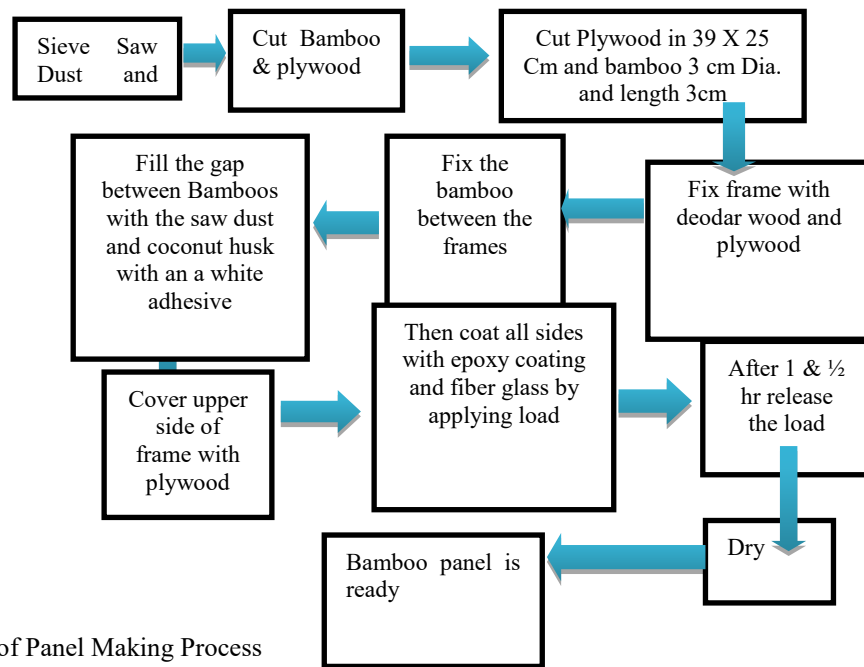 Sieve Saw
Dust and
Cut Bamboo
& plywood
Cut Plywood in 39 X 25
Cm and bamboo 3 cm Dia.
and length 3cm
Fix frame with
deodar wood and
plywood
Fix the
bamboo
between the
frames
Fill the gap
between Bamboos
with the saw dust
and coconut husk
with an a white
adhesive
Cover upper
side of
frame with
plywood
Then coat all sides
with epoxy coating
and fiber glass by
applying load
After 1 & ½
hr release
the load
Dry
Bamboo panel is
ready
of Panel Making Process